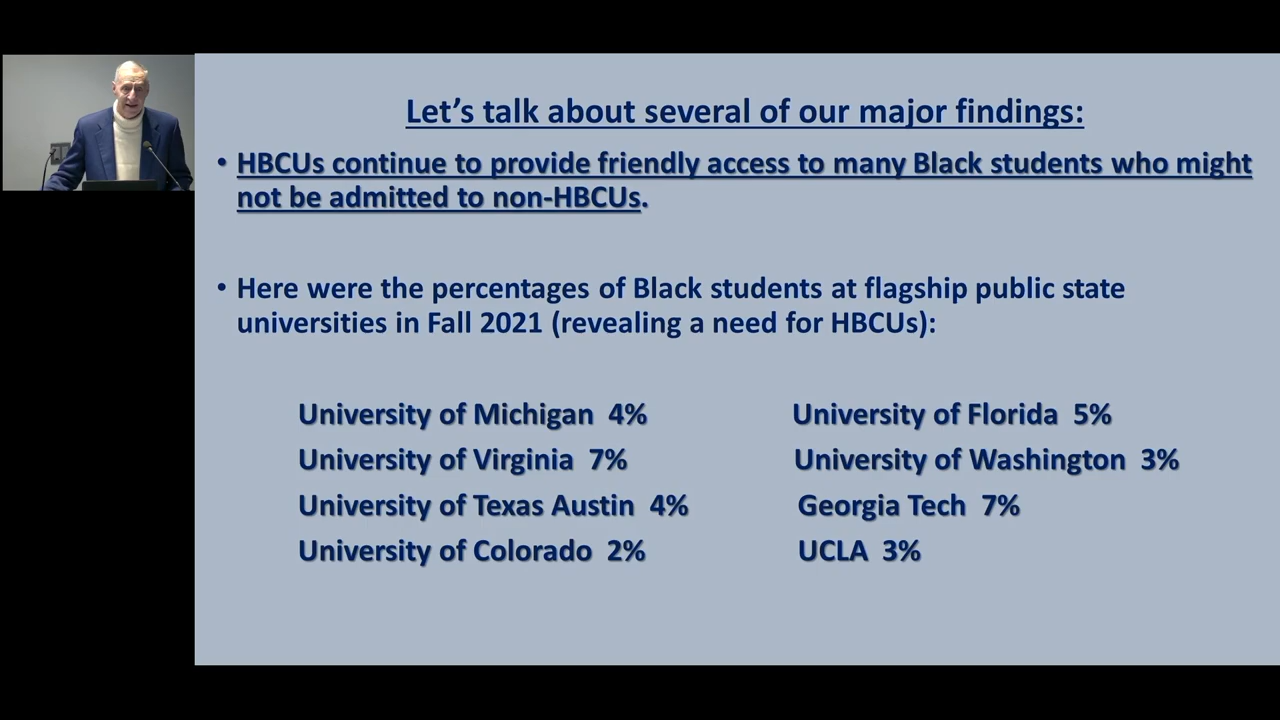 Let's talk about several of our major findings:
• HBCUs continue to provide friendly access to many Black students who might
not be admitted to non-HBCUs.
• Here were the percentages of Black students at flagship public state
universities in Fall 2021 (revealing a need for HBCUs):
University of Michigan 4% University of Florida 5%
University of Virginia 7% University of Washington 3%
University of Texas Austin 4% Georgia Tech 7%
University of Colorado 2% UCLA 3%